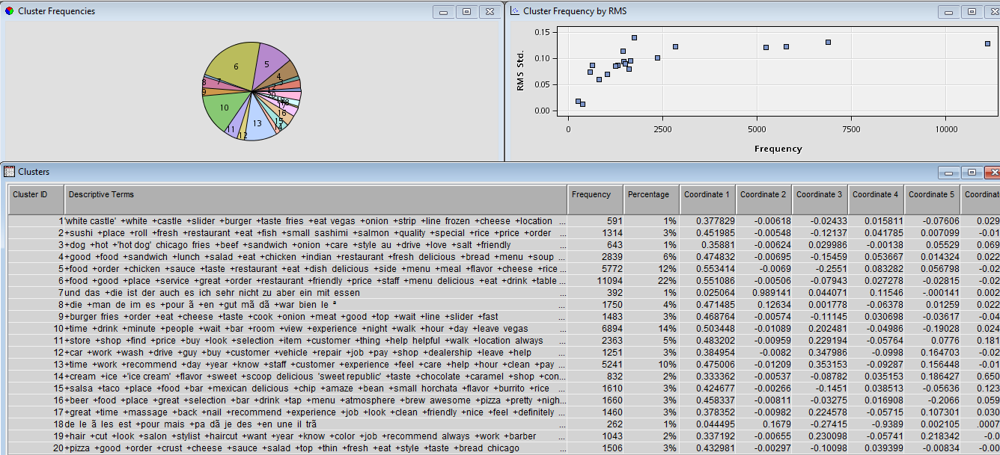 Cluster Frequencies
6
5
4
3
7
8
9
10
11
12
13
14
15
16
17
18
19
20
Cluster Frequency by RMS
RMS Std.
0.15
0.10
0.05
0.00
0 2500 5000 7500 10000
Frequency
Clusters
Cluster ID Descriptive Terms Frequency Percentage Coordinate 1 Coordinate 2 Coordinate 3 Coordinate 4 Coordinate 5 Coordinat
1 'white castle' +white +castle +slider +burger +taste fries +eat vegas +onion +strip +line frozen +cheese +location ... 591 1% 0.377829 -0.00618 -0.02433 0.015811 -0.07606 0.029
2 +sushi +place +roll +fresh +restaurant +eat +fish +small sashimi +salmon +quality +special +rice +price +order ... 1314 3% 0.451985 -0.00548 -0.12137 0.041785 0.007099 -0.01
3 +dog +hot +'hot dog' chicago fries +beef +sandwich +onion +care +style au +drive +love +salt +friendly ... 643 1% 0.35881 -0.00624 0.029986 -0.00138 0.05529 0.069
4 +good +food +sandwich +lunch +salad +eat +chicken +indian +restaurant +fresh delicious +bread +menu +soup ... 2839 6% 0.474832 -0.00695 -0.15459 0.053667 0.014324 0.022
5 +food +order +chicken +sauce +taste +restaurant +eat +dish delicious +side +menu +meal +flavor +cheese +rice ... 5772 12% 0.553414 -0.0069 -0.2551 0.083282 0.056798 -0.02
6 +food +good +place +service +great +order +restaurant +friendly +price +staff +menu delicious +eat +drink +table ... 11094 22% 0.551086 -0.00506 -0.07943 0.027278 -0.02815 -0.02
7 und das +die ist der auch es ich sehr nicht zu aber ein mit essen ... 392 1% 0.025064 0.989141 0.044071 0.11546 -.000141 0.002
8 +die +man de im es +pour ã +en +gut mã dã +war bien le ª ... 1750 4% 0.471485 0.12634 0.001778 -0.06378 0.01259 0.022
9 +burger fries +order +eat +cheese +taste +cook +onion +meat +good +top +wait +line +slider +fast ... 1483 3% 0.468764 -0.00574 -0.11145 0.030698 -0.03617 -0.04
10 +time +drink +minute +people +wait +bar +room +view +experience +night +walk +hour +day +leave vegas ... 6894 14% 0.503448 -0.01089 0.202481 -0.04986 -0.19028 0.024
11 +store +shop +find +price +buy +look +selection +item +customer +thing +help helpful +walk +location always ... 2363 5% 0.483202 -0.00959 0.229194 -0.05764 0.0776 0.181
12 +car +work +wash +drive +guy +buy +customer +vehicle +repair +job +pay +shop +dealership +leave +help ... 1251 3% 0.384954 -0.0082 0.347986 -0.0998 0.164703 -0.02
13 +time +work +recommend +day +year +know +staff +customer +experience +feel +care +help +hour +clean +pay ... 5241 10% 0.475006 -0.01209 0.353153 -0.09287 0.156448 -0.01
14 +cream +ice +'ice cream' +flavor +sweet +scoop delicious 'sweet republic' +taste +chocolate +caramel +shop +con... 832 2% 0.333362 -0.00537 -0.08782 0.035153 0.186427 0.650
15 +salsa +taco +place +food +bar +mexican delicious +chip +amaze +bean +small horchata +flavor +burrito +rice ... 1610 3% 0.424677 -0.00266 -0.1451 0.038513 -0.05636 0.123
16 +beer +food +place +great +selection +bar +drink +tap +menu +atmosphere +brew awesome +pizza +pretty +nigh... 1660 3% 0.458337 -0.00811 -0.03275 0.016908 -0.2066 0.059
17 +great +time +massage +back +nail +recommend +experience +job +look +clean +friendly +nice +feel +definitely ... 1460 3% 0.378352 -0.00982 0.224578 -0.05715 0.107301 0.030
18 de le ã les est +pour mais +pa dã je des +en une il trã ... 262 1% 0.044495 0.1679 -0.27415 -0.9389 0.002105 .0007
19 +hair +cut +look +salon +stylist +haircut +want +year +know +color +job +recommend always +work +barber ... 1043 2% 0.337192 -0.00655 0.230098 -0.05741 0.218342 -0.0
20 +pizza +good +order +crust +cheese +sauce +salad +top +thin +fresh +eat +style +taste +bread chicago ... 1506 3% 0.432981 -0.00297 -0.10098 0.039399 -0.00834 -0.00